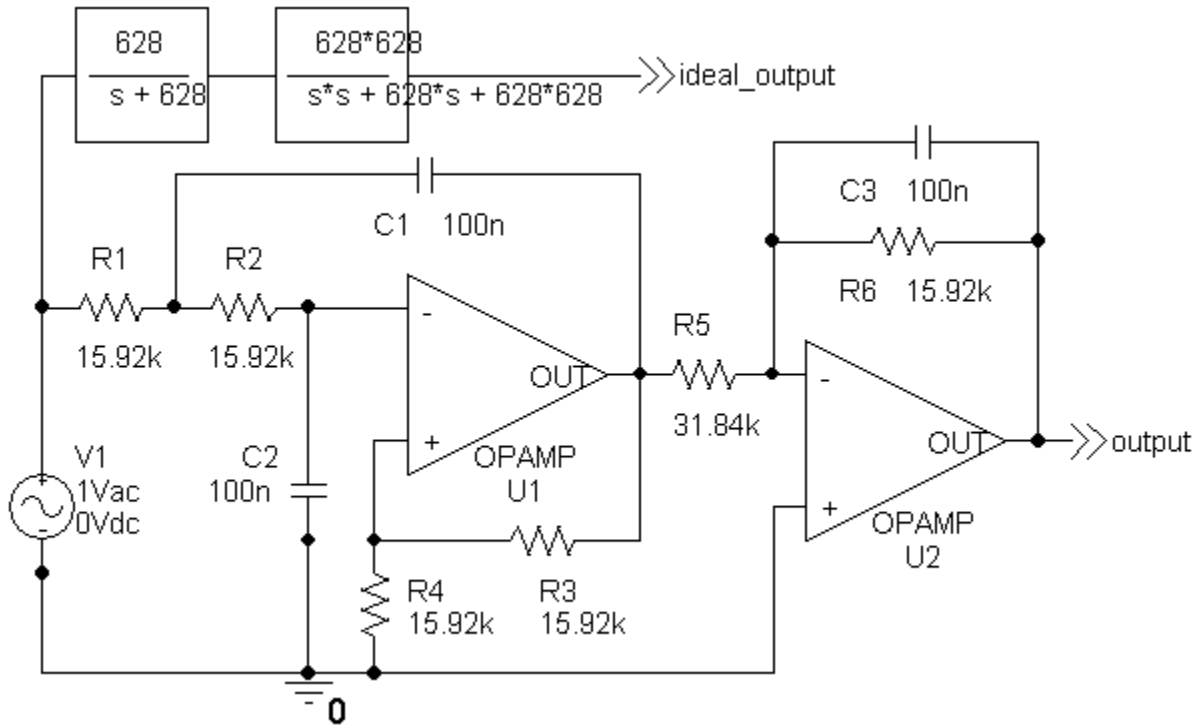 628
s + 628
628*628
s*s + 628*s + 628*628
ideal_output
C1 100n
C3 100n
R6 15.92k
R1
15.92k
R2
15.92k
-
+
OUT
OPAMP
U1
R5
31.84k
-
+
OUT
OPAMP
U2
output
V1
1Vac
0Vdc
+
-
C2
100n
R4
15.92k
R3
15.92k
0